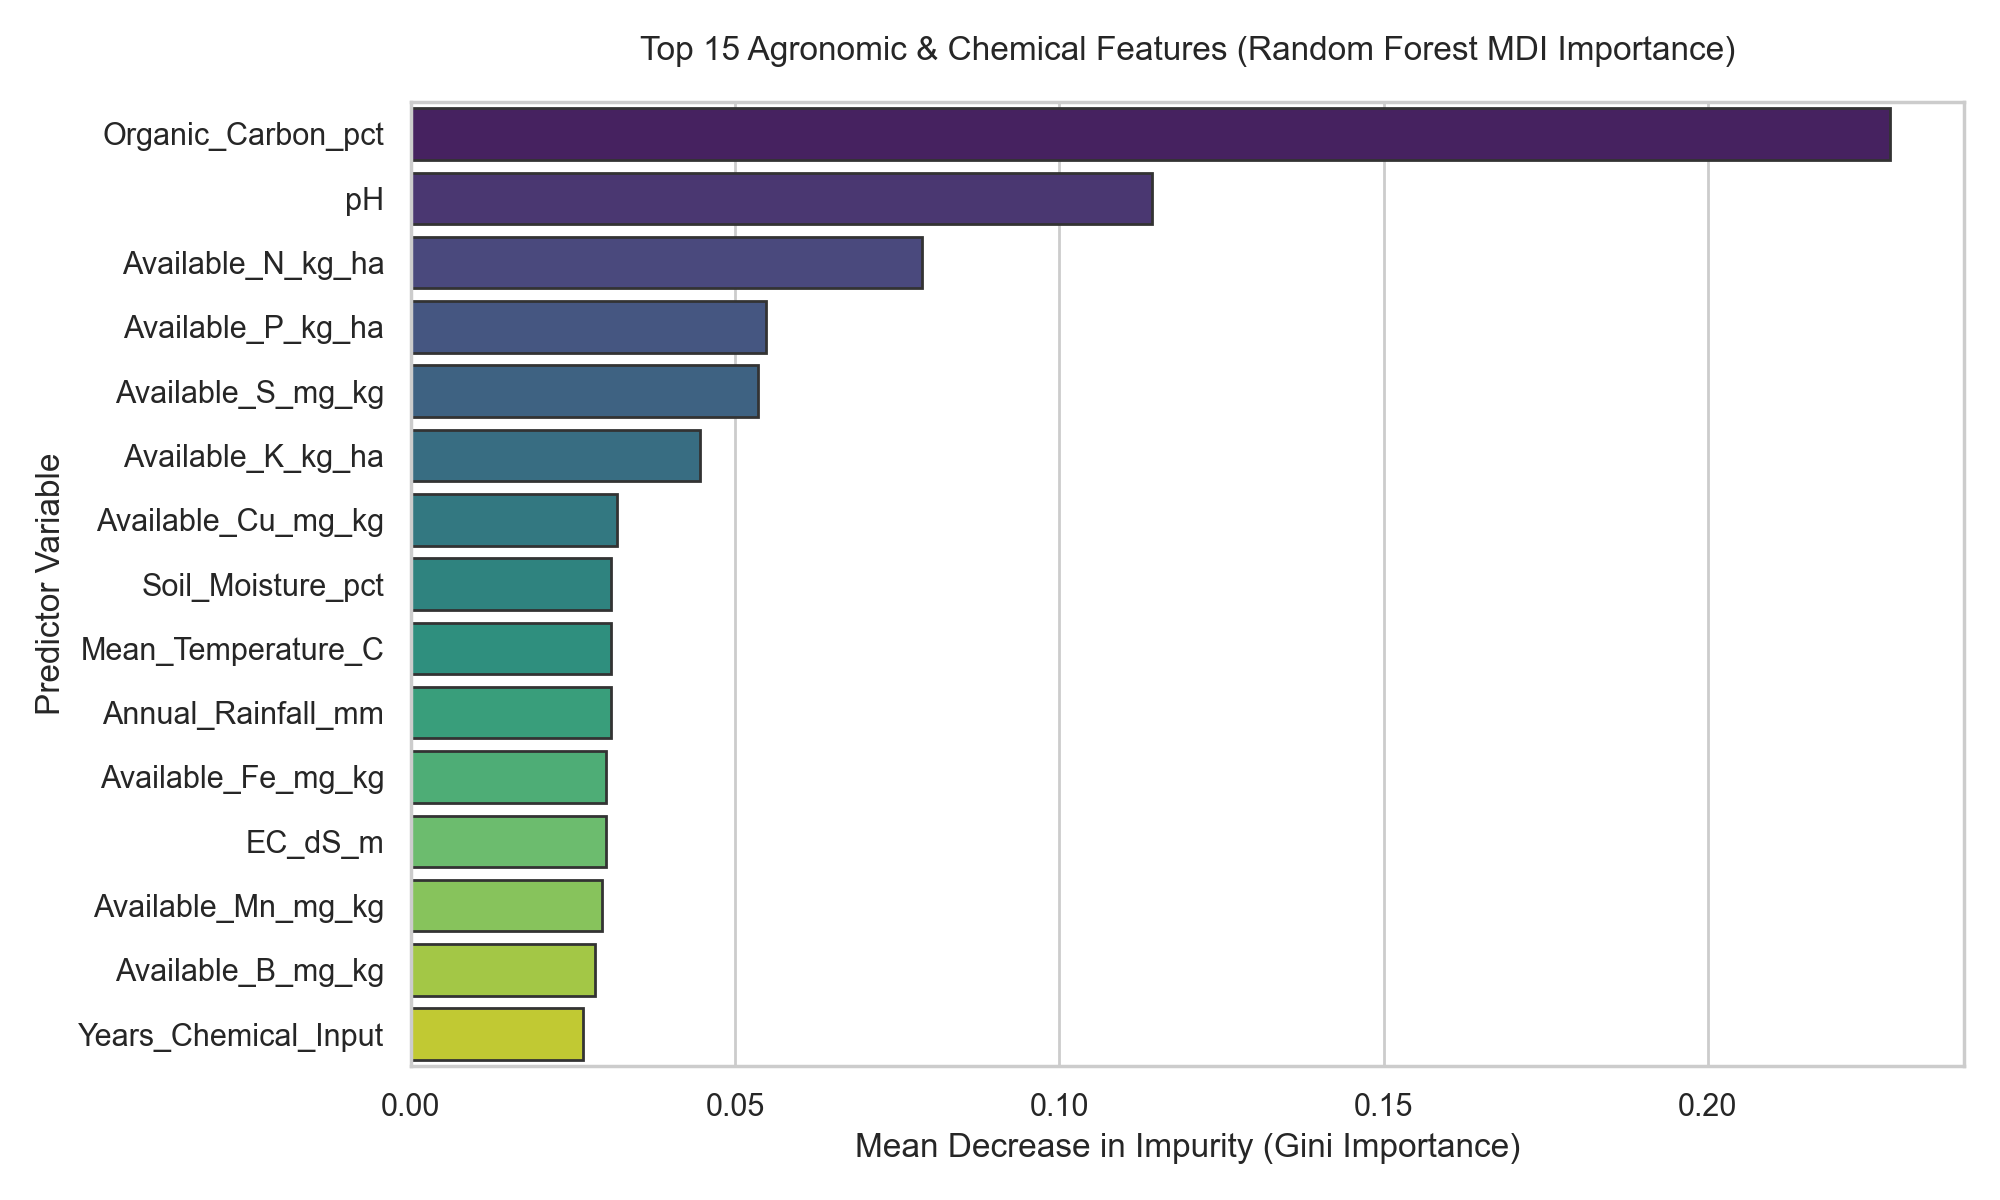 Top 15 Agronomic & Chemical Features (Random Forest MDI Importance)
Predictor Variable
Organic_Carbon_pct
pH
Available_N_kg_ha
Available_P_kg_ha
Available_S_mg_kg
Available_K_kg_ha
Available_Cu_mg_kg
Soil_Moisture_pct
Mean_Temperature_C
Annual_Rainfall_mm
Available_Fe_mg_kg
EC_dS_m
Available_Mn_mg_kg
Available_B_mg_kg
Years_Chemical_Input
0.00 0.05 0.10 0.15 0.20
Mean Decrease in Impurity (Gini Importance)